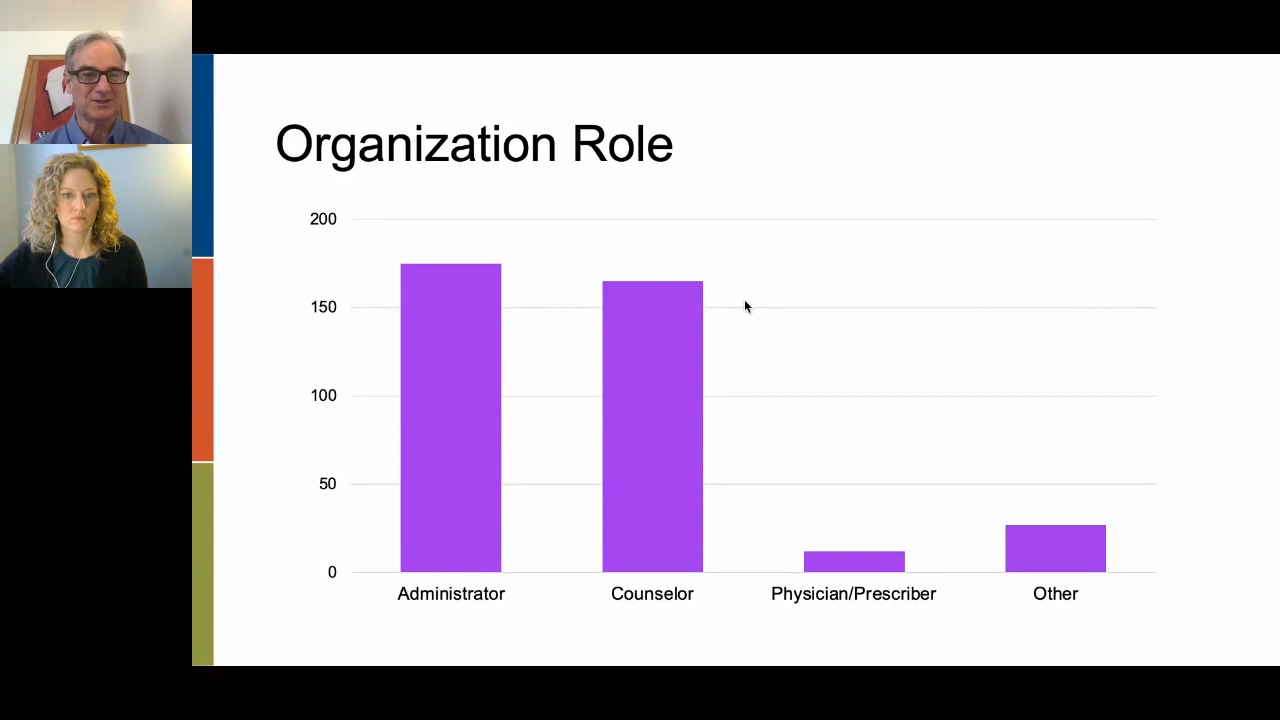 Organization Role
200
150
100
50
0
Administrator
Counselor
Physician/Prescriber
Other